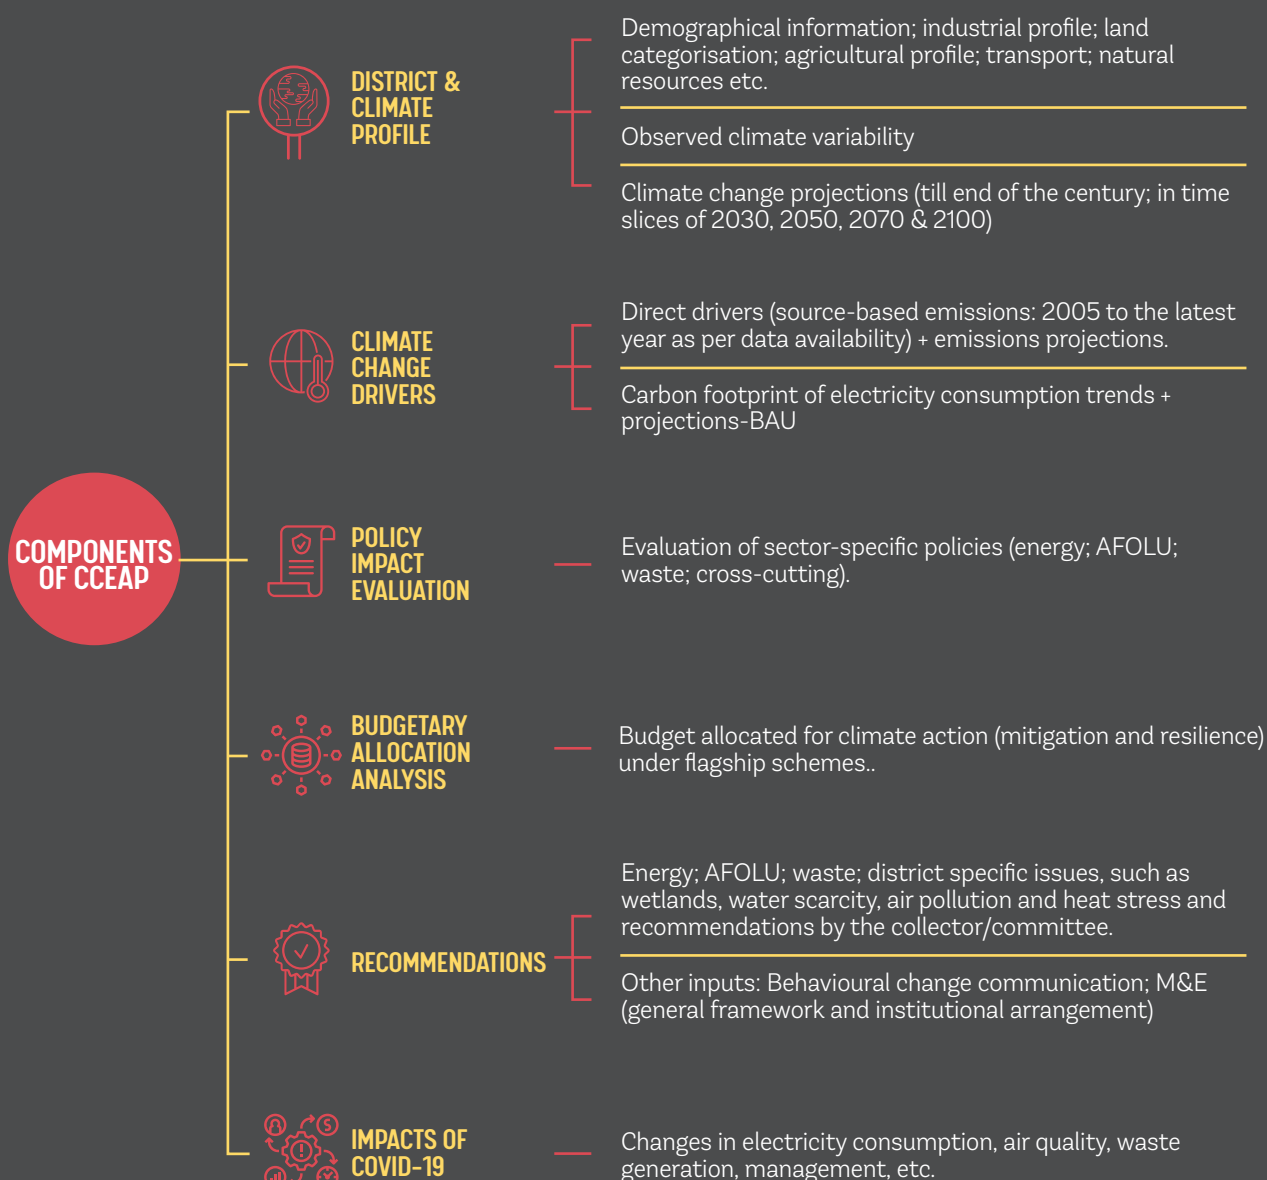 COMPONENTS
OF CCEAP
DISTRICT &
CLIMATE
PROFILE
Demographical information; industrial profile; land
categorisation; agricultural profile; transport; natural
resources etc.
Observed climate variability
Climate change projections (till end of the century; in time
slices of 2030, 2050, 2070 & 2100)
CLIMATE
CHANGE
DRIVERS
Direct drivers (source-based emissions: 2005 to the latest
year as per data availability) + emissions projections.
Carbon footprint of electricity consumption trends +
projections-BAU
POLICY
IMPACT
EVALUATION
Evaluation of sector-specific policies (energy; AFOLU;
waste; cross-cutting).
BUDGETARY
ALLOCATION
ANALYSIS
Budget allocated for climate action (mitigation and resilience)
under flagship schemes..
RECOMMENDATIONS
Energy; AFOLU; waste; district specific issues, such as
wetlands, water scarcity, air pollution and heat stress and
recommendations by the collector/committee.
Other inputs: Behavioural change communication; M&E
(general framework and institutional arrangement)
IMPACTS OF
COVID-19
Changes in electricity consumption, air quality, waste
generation, management, etc.